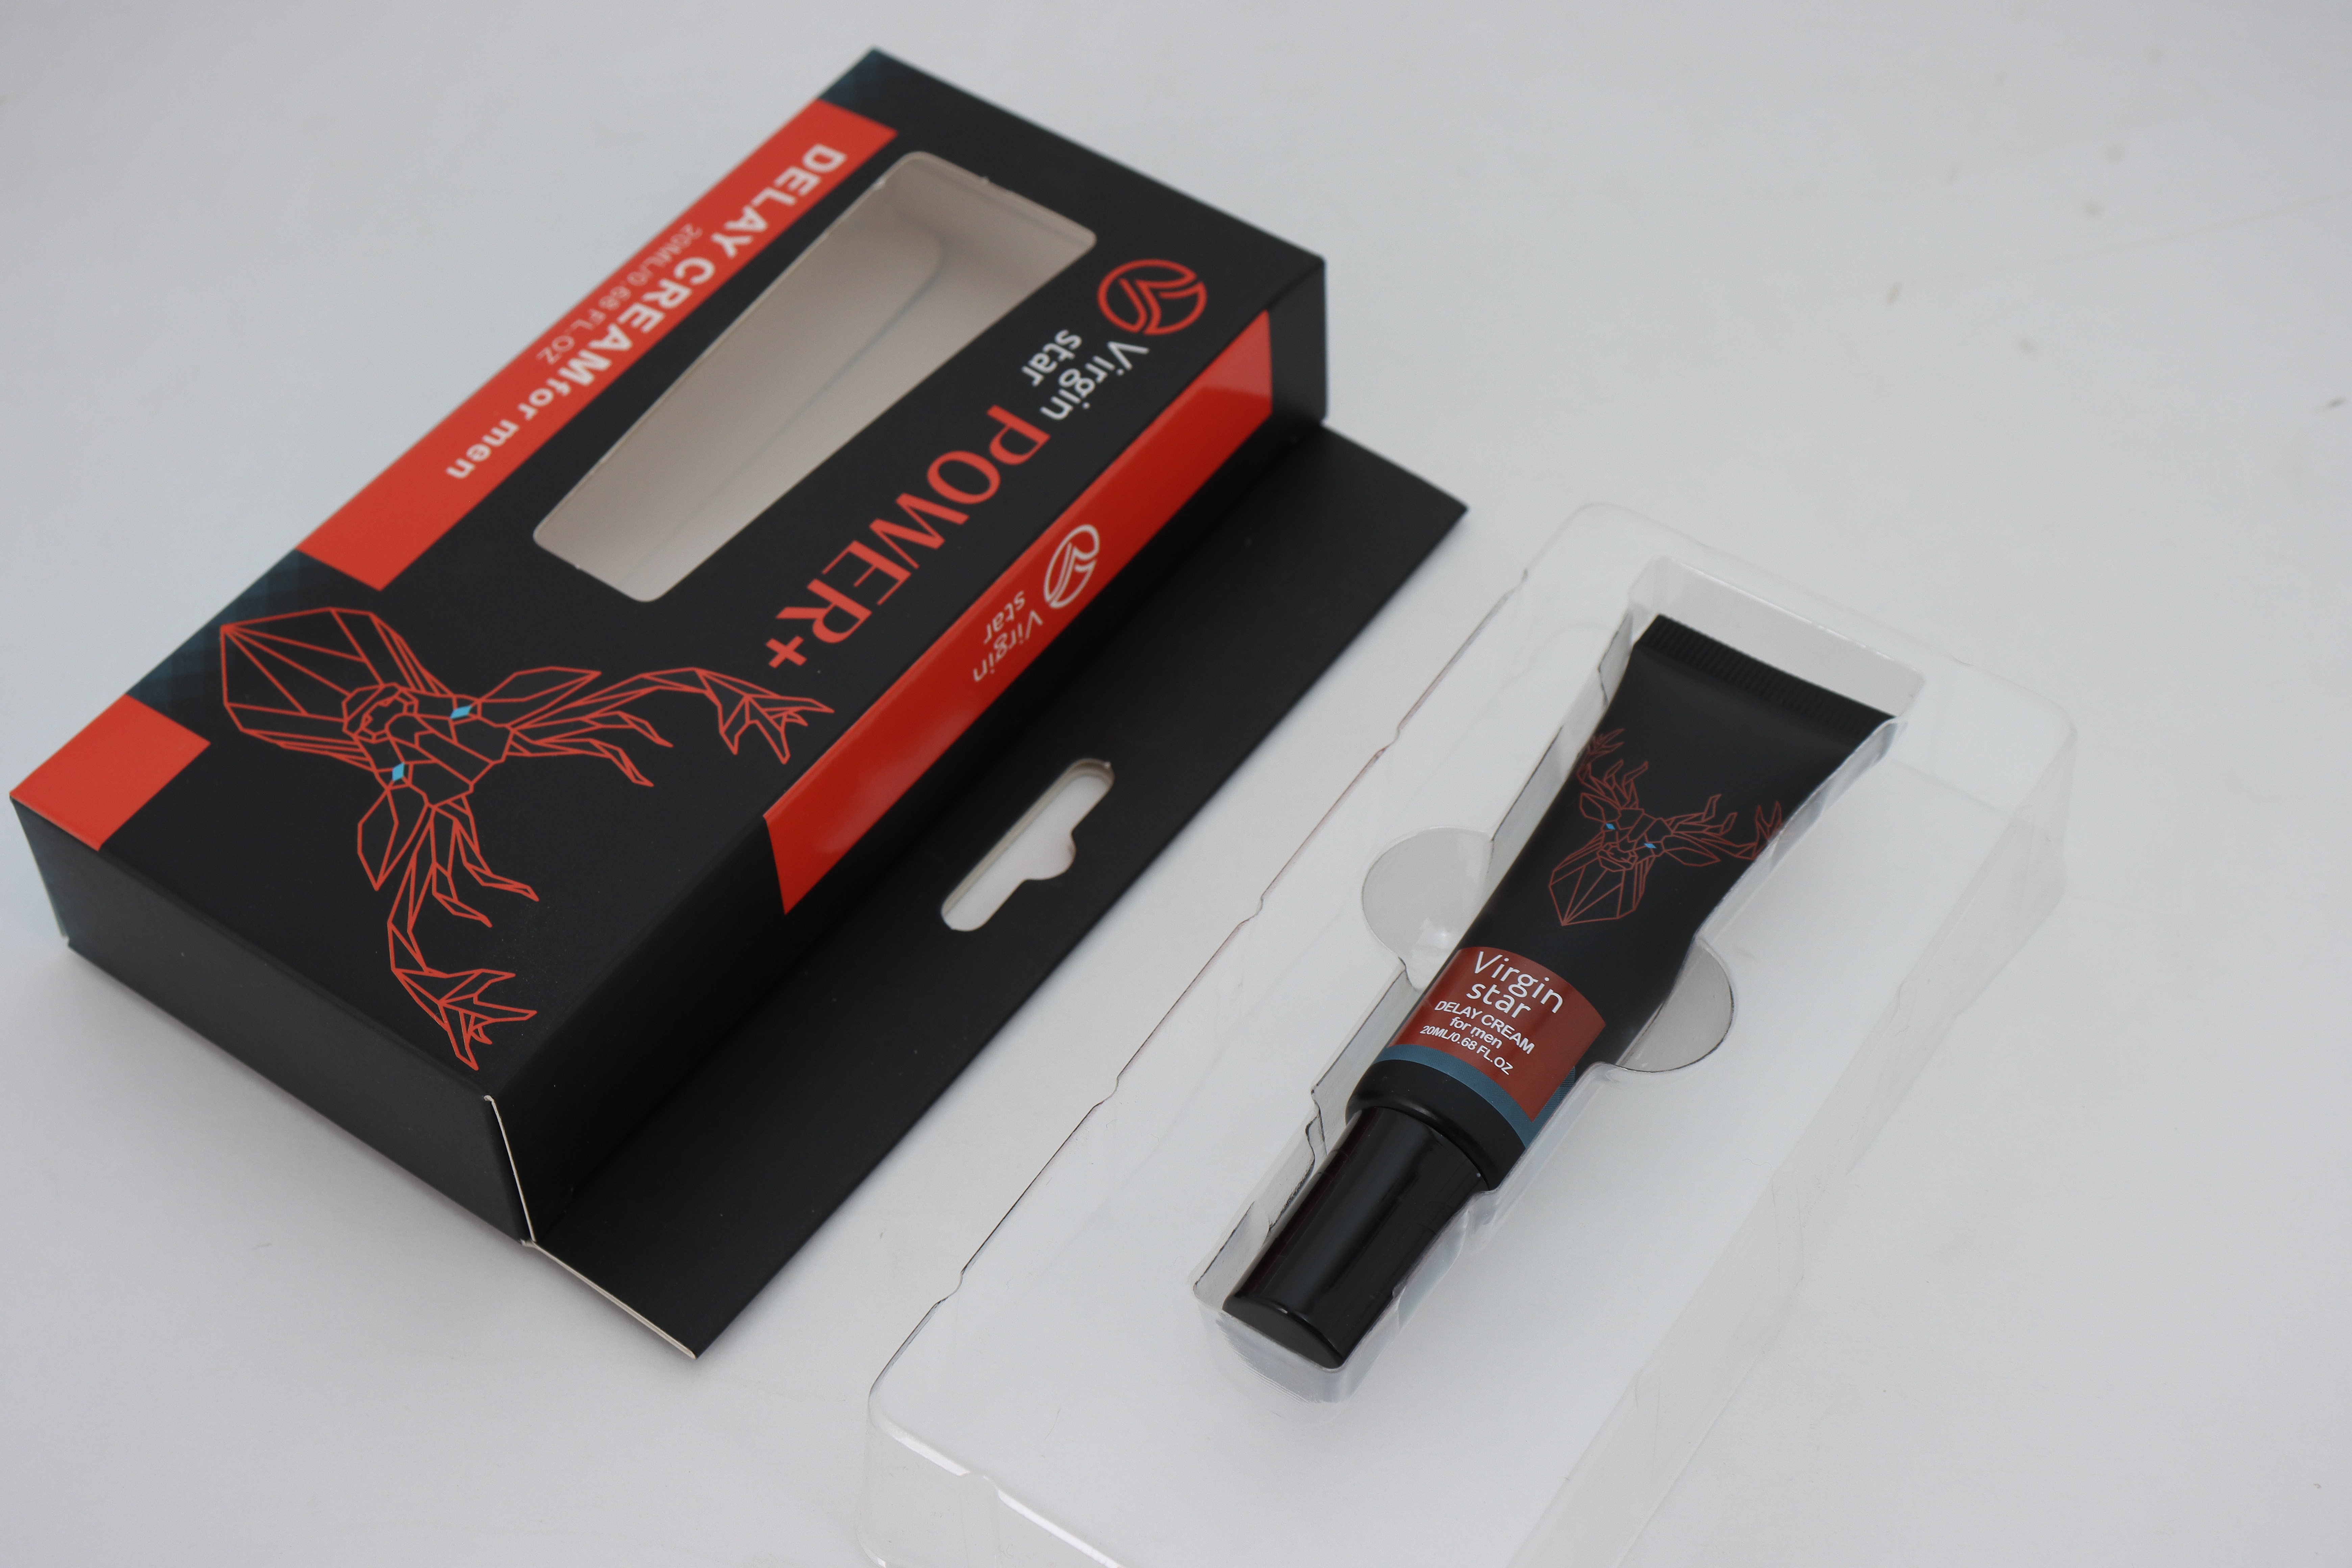 DELAY CREAM for men
20ML/0.68 FL.OZ
Virgin
star
POWER+
Virgin
star
Virgin
star
DELAY CREAM
for men
20ML/0.68 FL.OZ